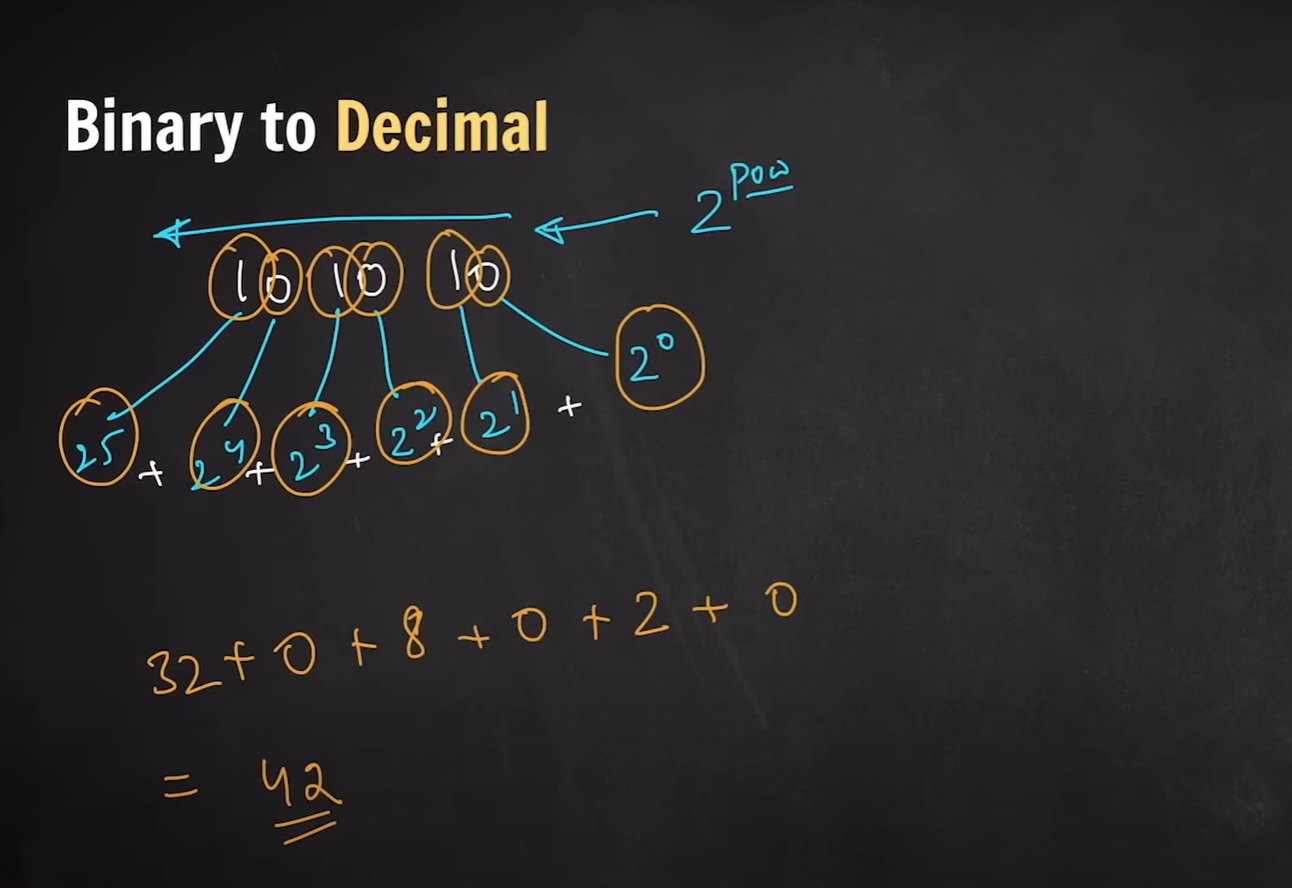 Binary to Decimal
2^pow
101010
2^5 + 2^4 + 2^3 + 2^2 + 2^1 + 2^0
32 + 0 + 8 + 0 + 2 + 0
= 42